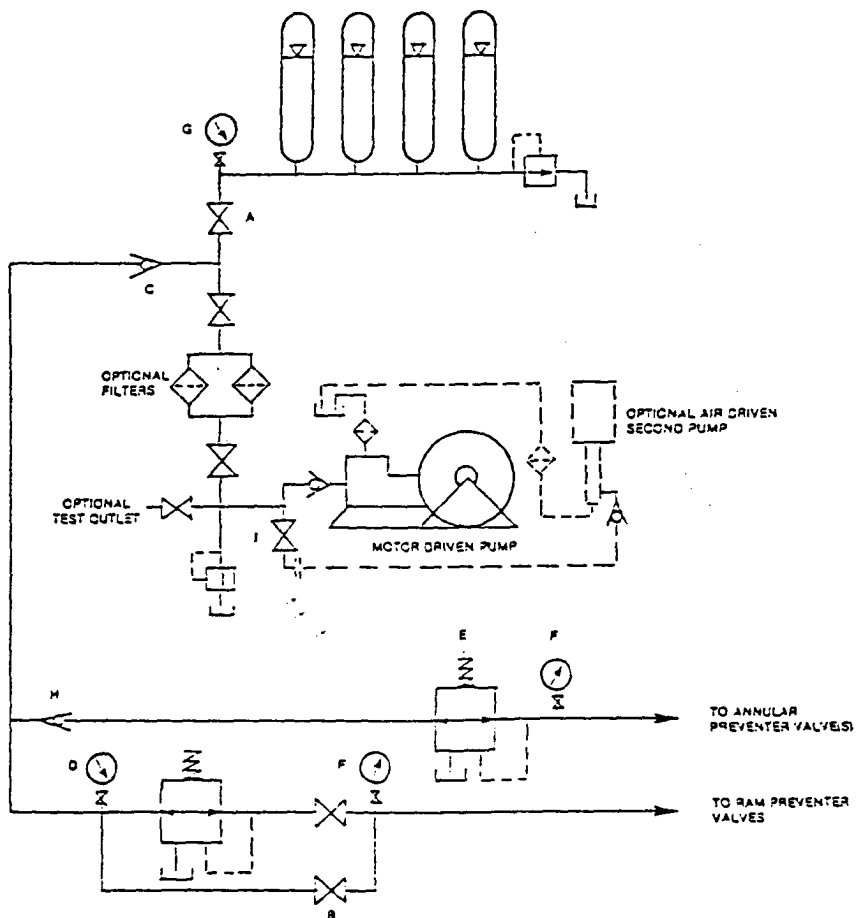 G
A
C
OPTIONAL
FILTERS
OPTIONAL AIR DRIVEN
SECOND PUMP
OPTIONAL
TEST OUTLET
I
MOTOR DRIVEN PUMP
E
F
H
TO ANNULAR
PREVENTER VALVE(S)
D
F
TO RAM PREVENTER
VALVES
B